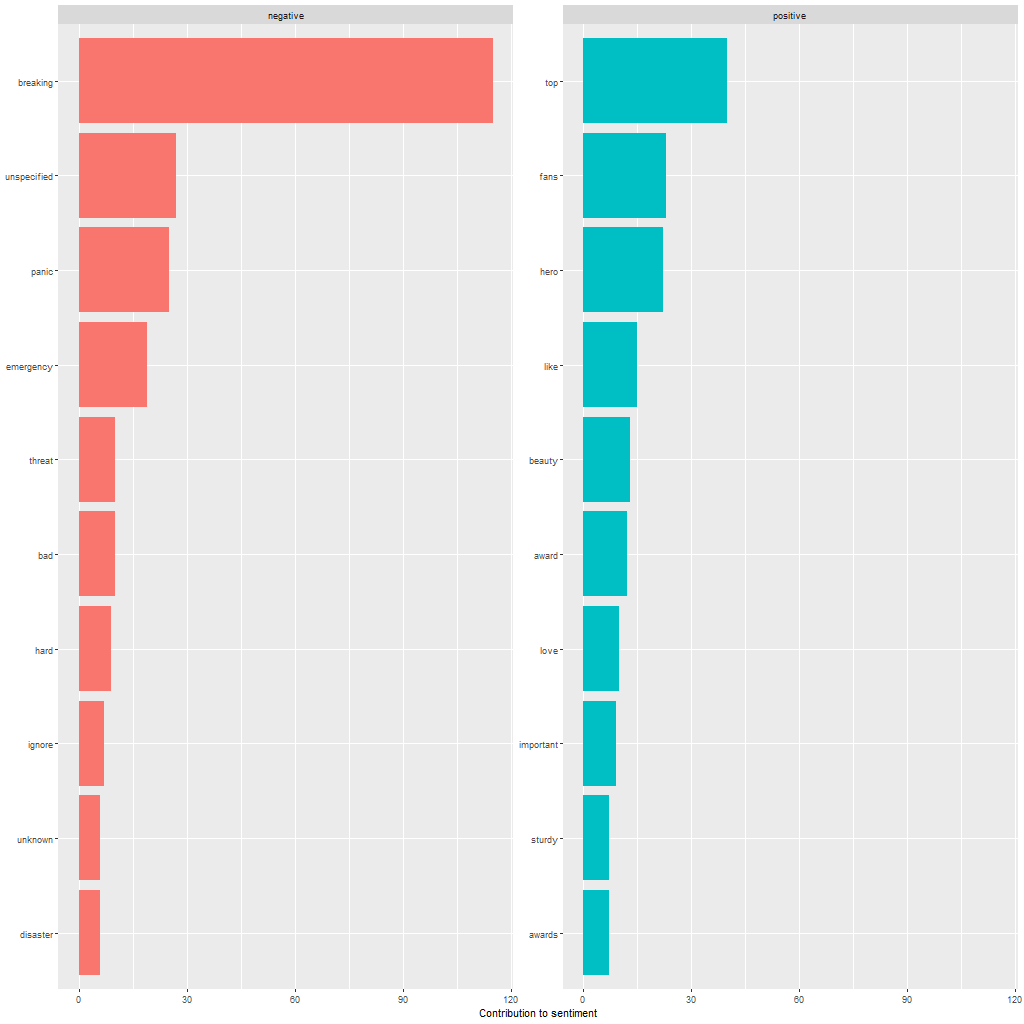 negative
positive
breaking
unspecified
panic
emergency
threat
bad
hard
ignore
unknown
disaster
top
fans
hero
like
beauty
award
love
important
sturdy
awards
0 30 60 90 120
0 30 60 90 120
Contribution to sentiment